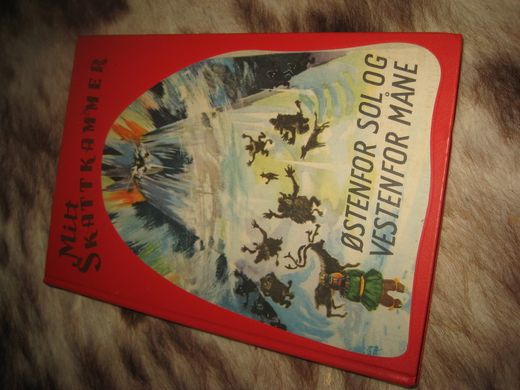 Mitt
SKATTKAMMER
ØSTENFOR SOL OG
VESTENFOR MÅNE